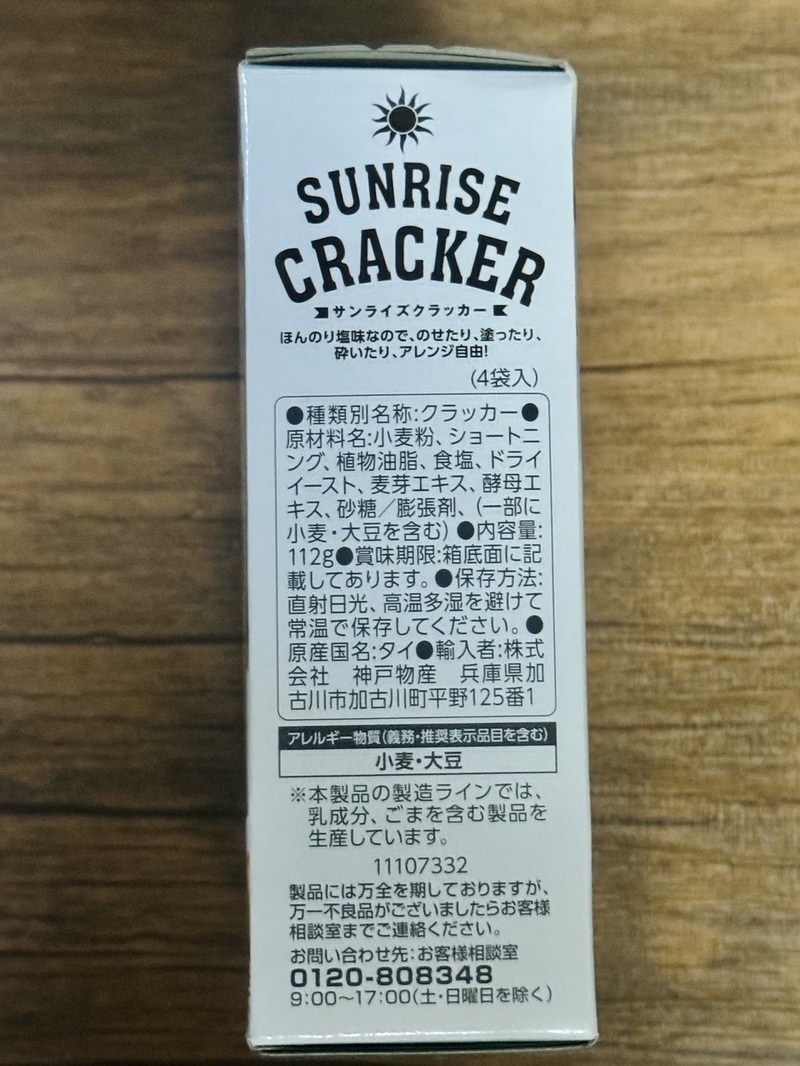 SUNRISE
CRACKER
サンライズクラッカー
ほんのり塩味なので、のせたり、塗ったり、
砕いたり、アレンジ自由!
(4袋入)
●種類別名称:クラッカー●
原材料名:小麦粉、ショートニ
ング、植物油脂、食塩、ドライ
イースト、麦芽エキス、酵母エ
キス、砂糖／膨張剤、(一部に
小麦・大豆を含む)●内容量:
112g●賞味期限:箱底面に記
載してあります。●保存方法:
直射日光、高温多湿を避けて
常温で保存してください。●
原産国名:タイ●輸入者:株式
会社　神戸物産　兵庫県加
古川市加古川町平野125番1
アレルギー物質(義務・推奨表示品目を含む)
小麦・大豆
※本製品の製造ラインでは、
乳成分、ごまを含む製品を
生産しています。
11107332
製品には万全を期しておりますが、
万一不良品がございましたらお客様
相談室までご連絡ください。
お問い合わせ先:お客様相談室
0120-808348
9:00〜17:00(土・日曜日を除く)